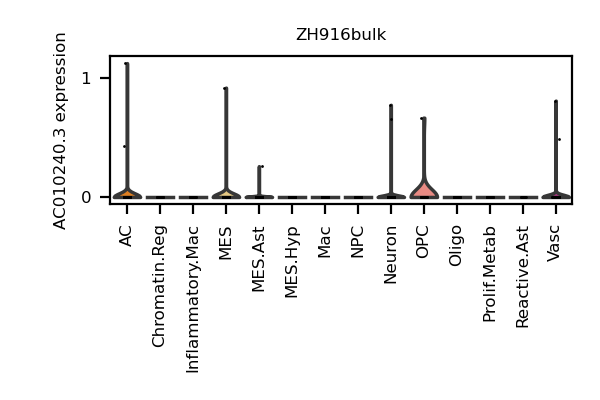 ZH916bulk
AC010240.3 expression
1
0
AC
Chromatin.Reg
Inflammatory.Mac
MES
MES.Ast
MES.Hyp
Mac
NPC
Neuron
OPC
Oligo
Prolif.Metab
Reactive.Ast
Vasc